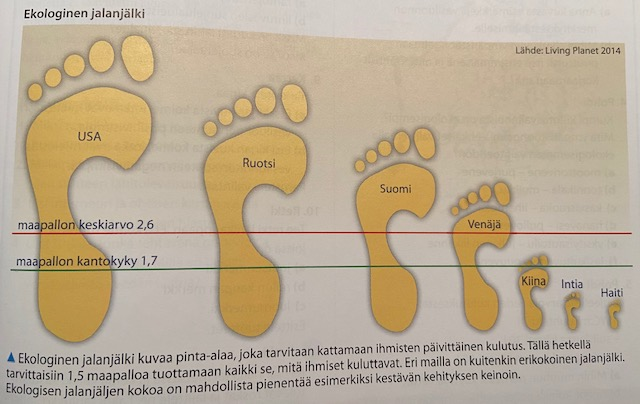 Ekologinen jalanjälki
Lähde: Living Planet 2014
USA
Ruotsi
Suomi
Venäjä
maapallon keskiarvo 2,6
maapallon kantokyky 1,7
Kiina
Intia
Haiti
▲ Ekologinen jalanjälki kuvaa pinta-alaa, joka tarvitaan kattamaan ihmisten päivittäinen kulutus. Tällä hetkellä
tarvittaisiin 1,5 maapalloa tuottamaan kaikki se, mitä ihmiset kuluttavat. Eri mailla on kuitenkin erikokoinen jalanjälki.
Ekologisen jalanjäljen kokoa on mahdollista pienentää esimerkiksi kestävän kehityksen keinoin.